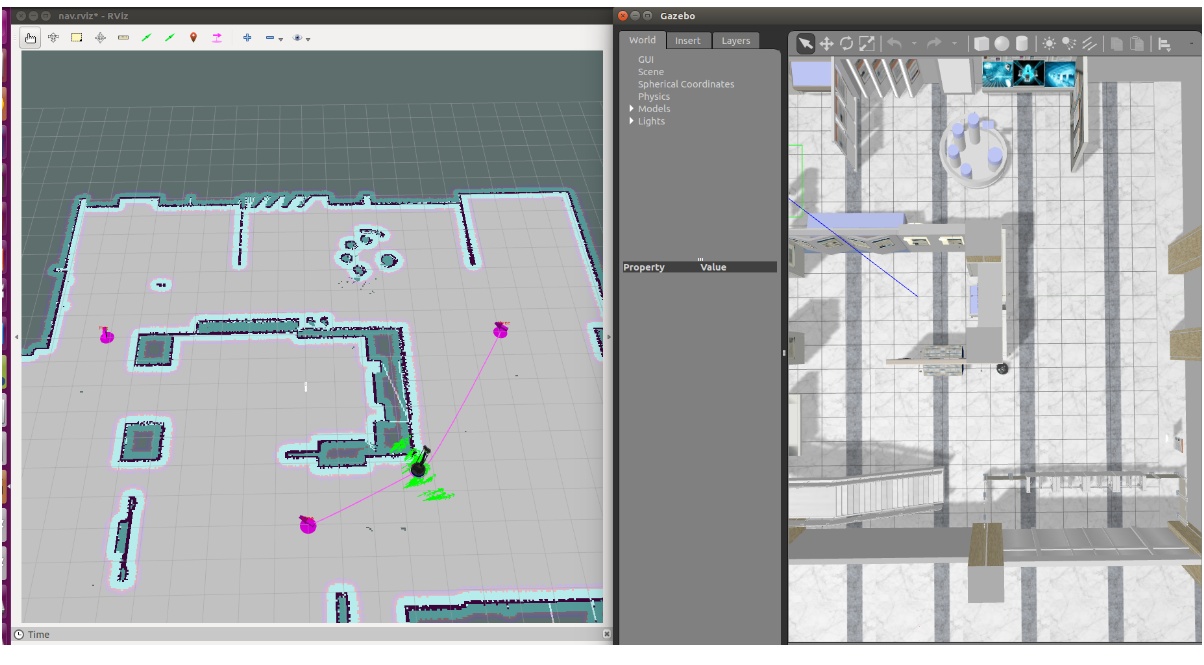 nav.rviz* - RViz
Time
Gazebo
World Insert Layers
GUI
Scene
Spherical Coordinates
Physics
Models
Lights
Property Value